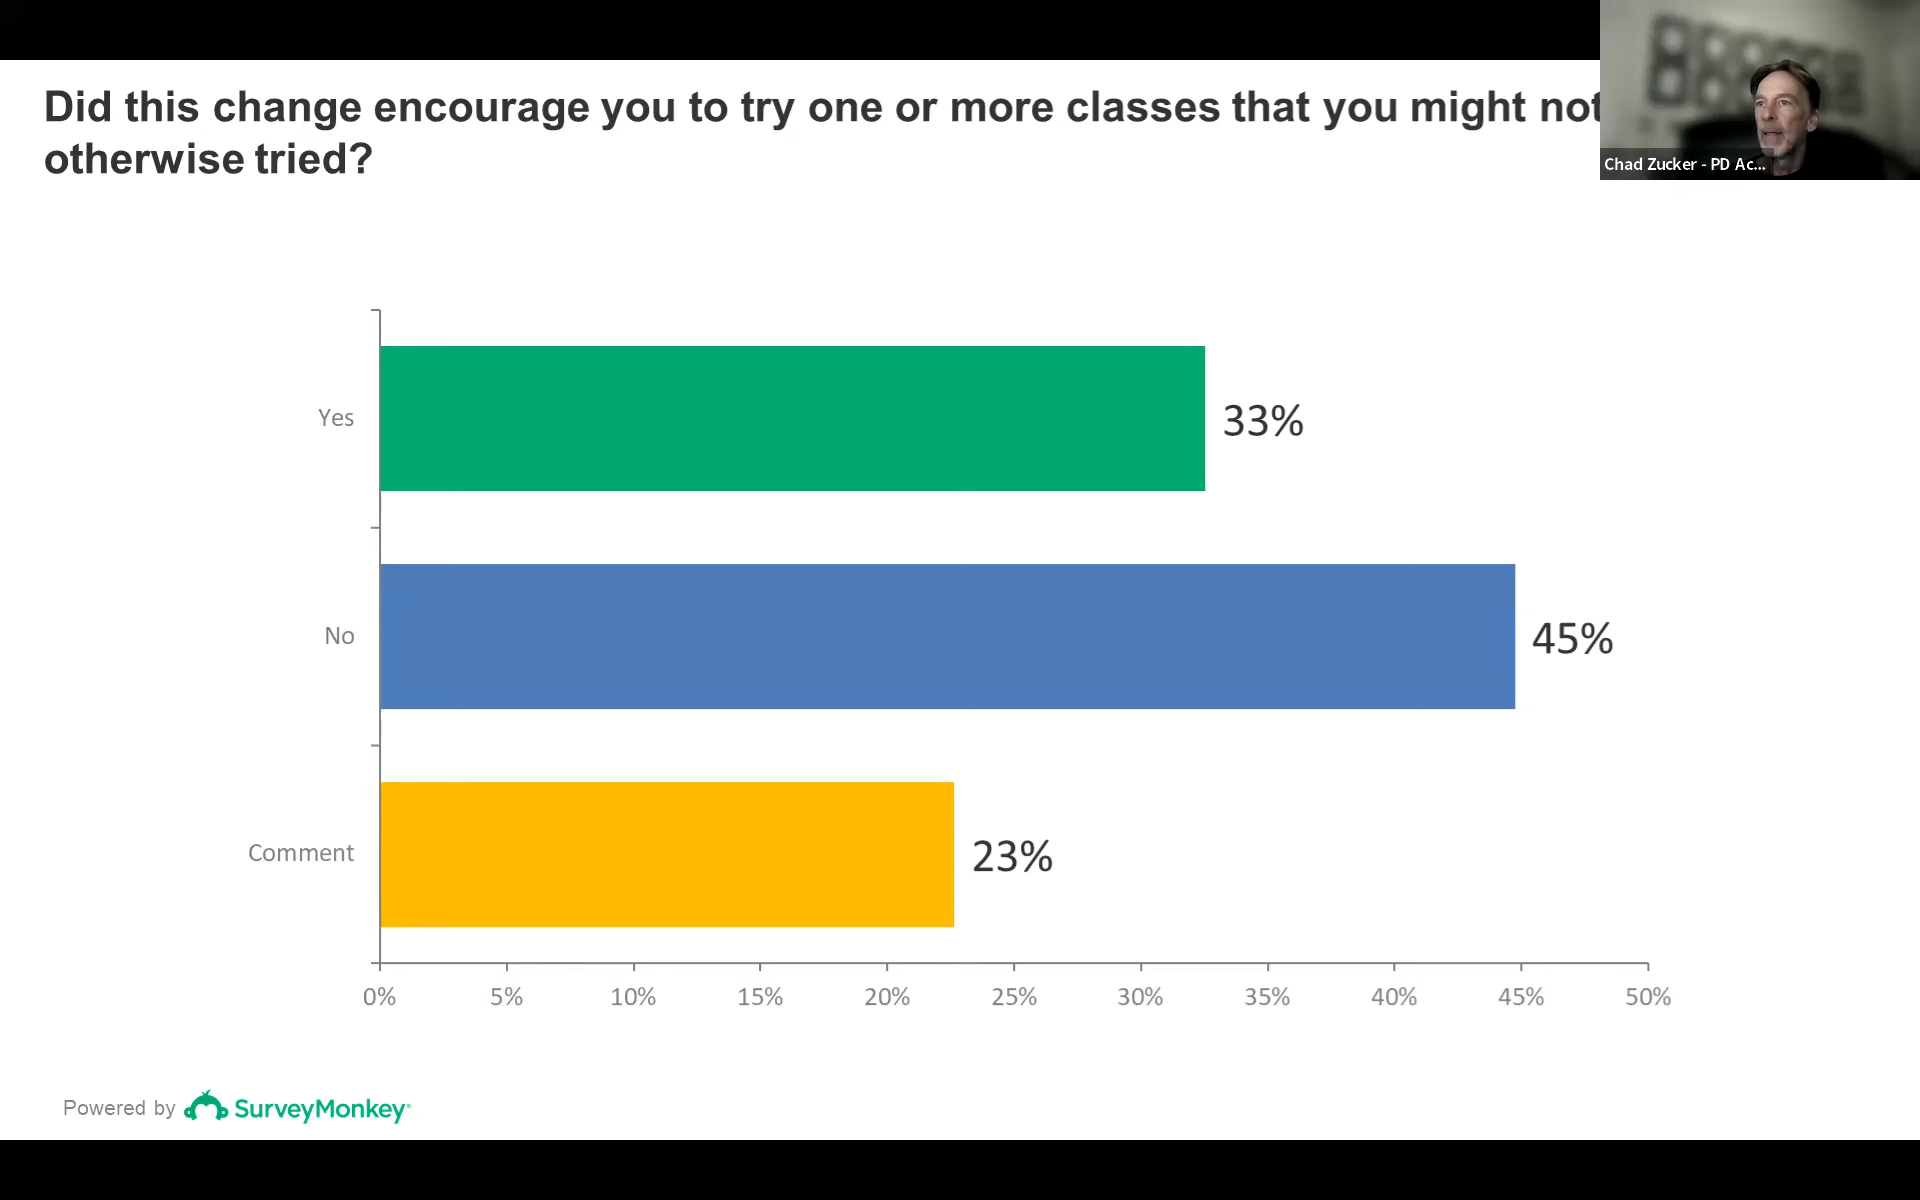 Did this change encourage you to try one or more classes that you might not
otherwise tried?
Chad Zucker - PD Ac...
Yes
33%
No
45%
Comment
23%
0% 5% 10% 15% 20% 25% 30% 35% 40% 45% 50%
Powered by SurveyMonkey